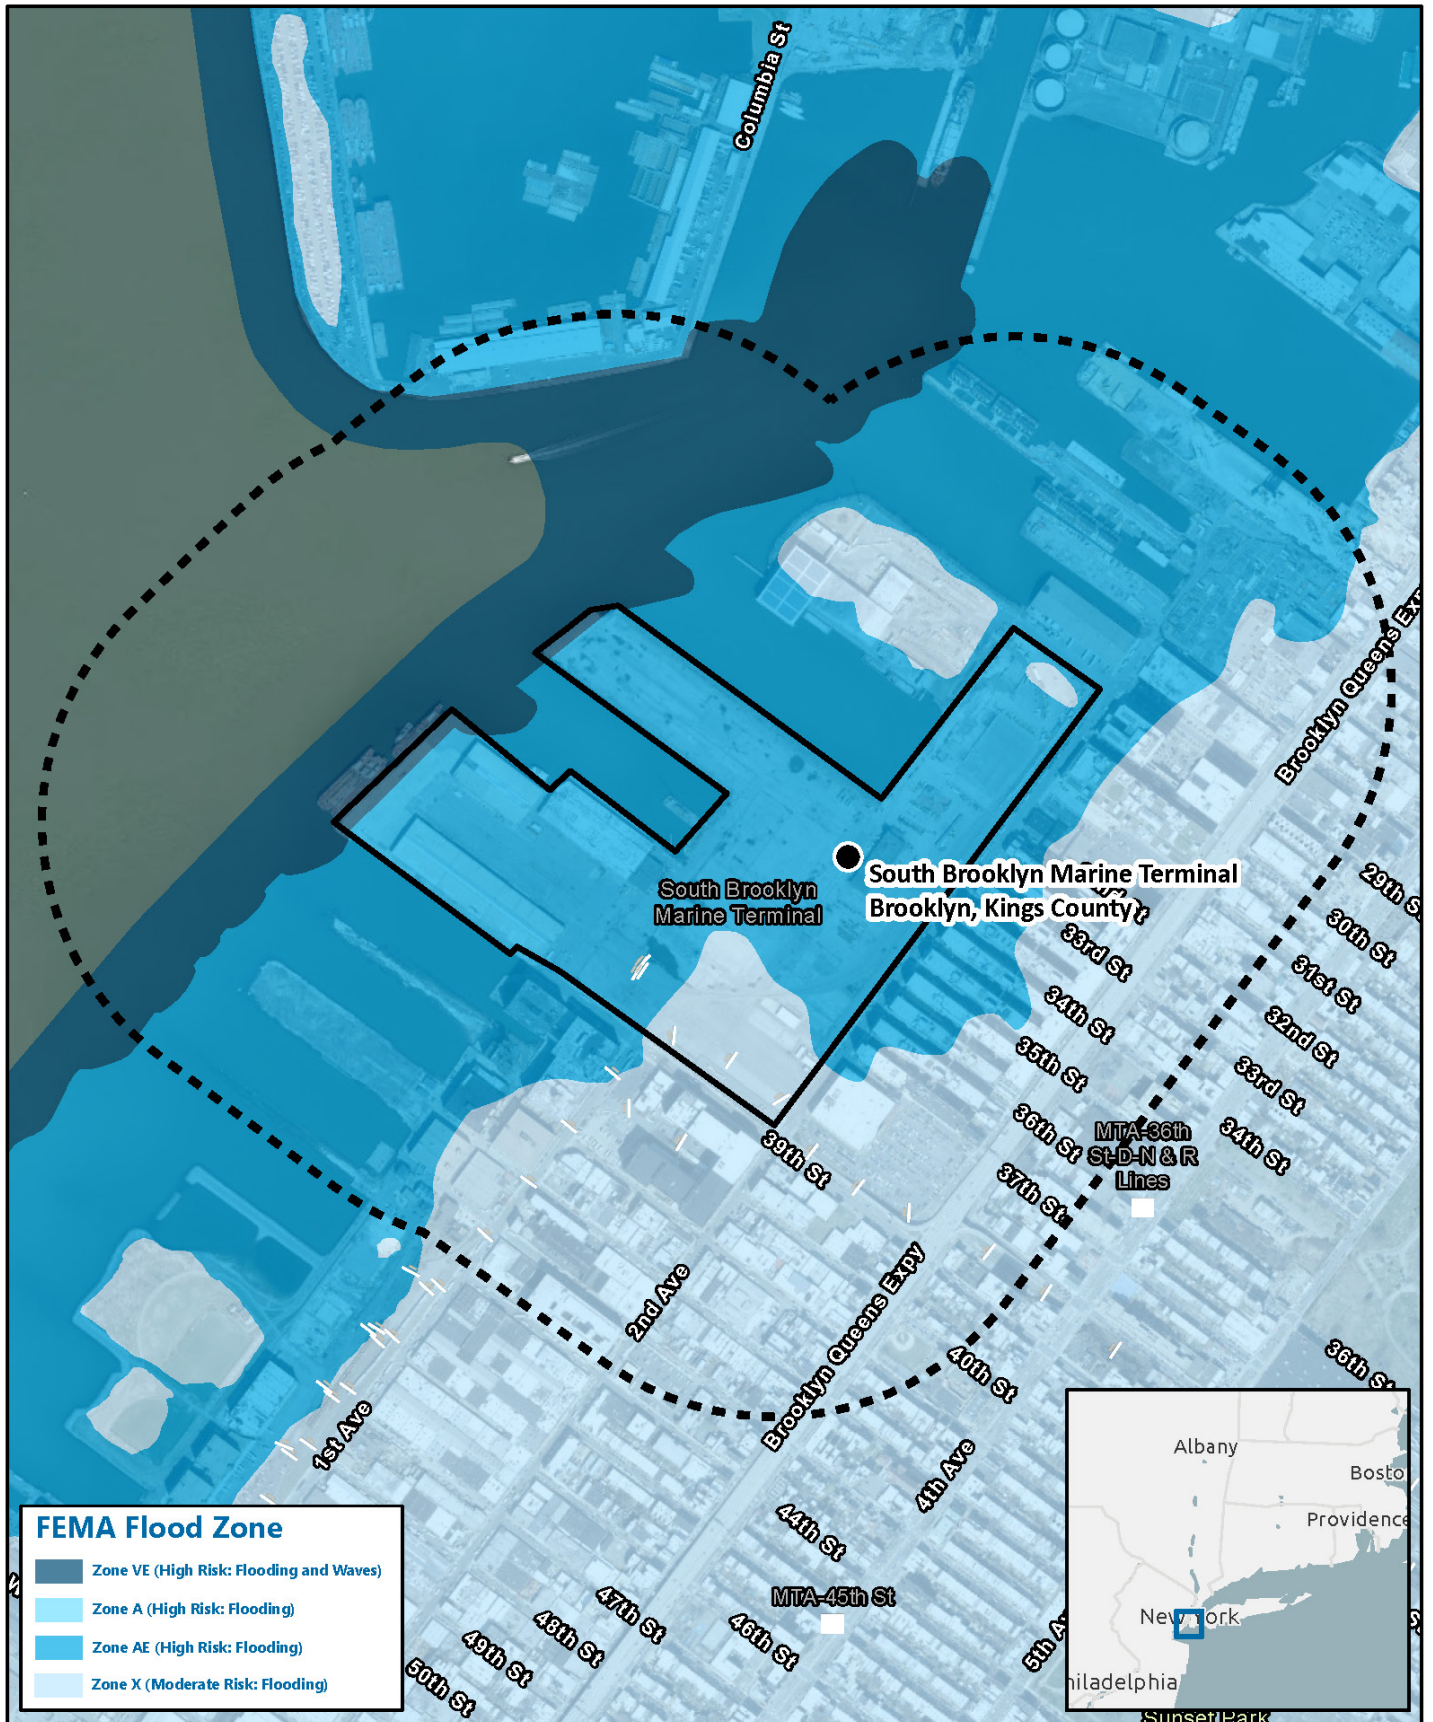 Columbia St
Brooklyn Queens Exp
South Brooklyn Marine Terminal
Brooklyn, Kings County
South Brooklyn
Marine Terminal
29th St
30th St
31st St
32nd St
33rd St
34th St
33rd St
34th St
35th St
36th St
37th St
MTA-36th
St-D-N & R
Lines
39th St
2nd Ave
Brooklyn Queens Expy
40th St
36th St
1st Ave
4th Ave
44th St
MTA-45th St
46th St
47th St
48th St
49th St
50th St
5th A
Sunset Park
FEMA Flood Zone
Zone VE (High Risk: Flooding and Waves)
Zone A (High Risk: Flooding)
Zone AE (High Risk: Flooding)
Zone X (Moderate Risk: Flooding)
Albany
Bosto
Providence
New York
hiladelphia